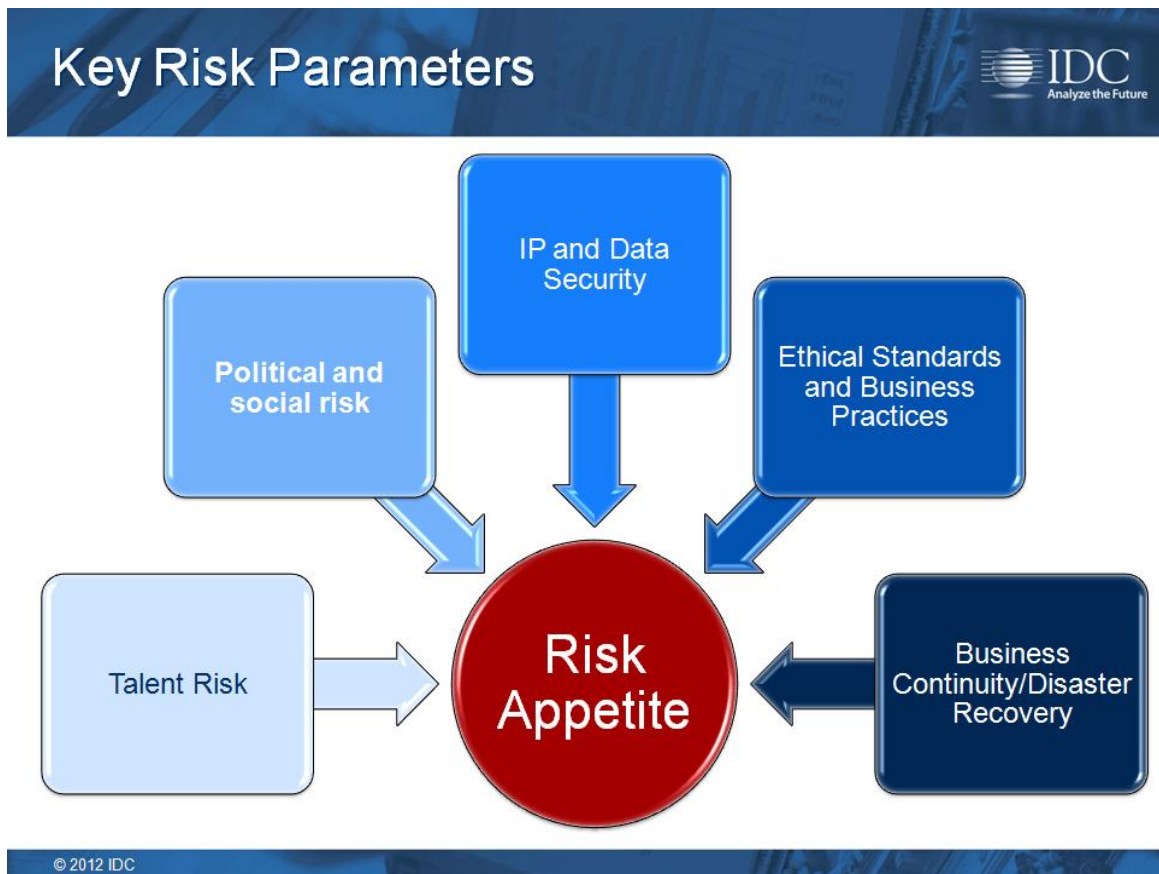 Key Risk Parameters
IDC
Analyze the Future
IP and Data
Security
Political and
social risk
Ethical Standards
and Business
Practices
Talent Risk
Risk
Appetite
Business
Continuity/Disaster
Recovery
© 2012 IDC